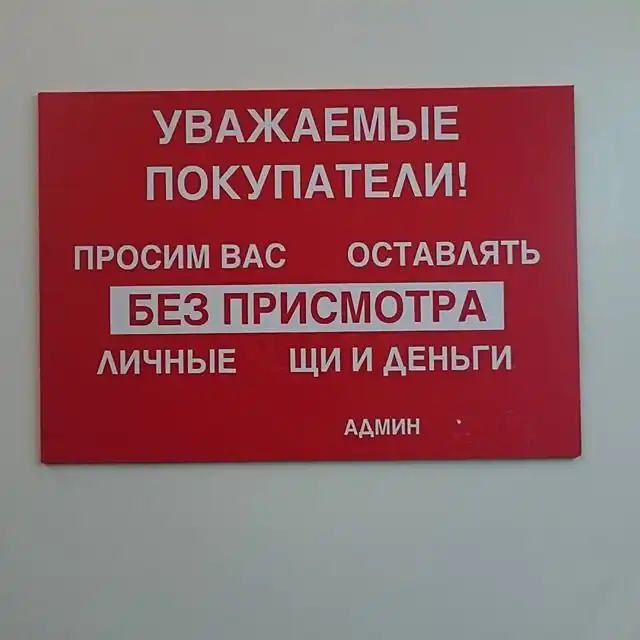 УВАЖАЕМЫЕ
ПОКУПАТЕЛИ!
ПРОСИМ ВАС ОСТАВЛЯТЬ
БЕЗ ПРИСМОТРА
ЛИЧНЫЕ ЩИ И ДЕНЬГИ
АДМИН